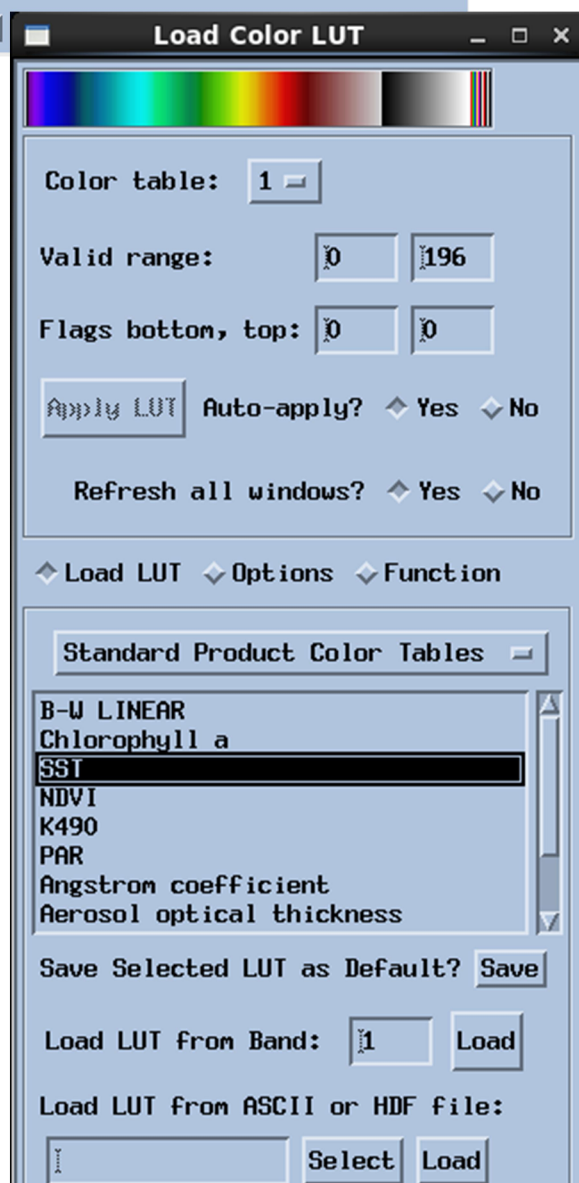 Load Color LUT
Color table: 1
Valid range: 0 196
Flags bottom, top: 0 0
Apply LUT Auto-apply? Yes No
Refresh all windows? Yes No
Load LUT Options Function
Standard Product Color Tables
B-W LINEAR
Chlorophyll a
SST
NDVI
K490
PAR
Angstrom coefficient
Aerosol optical thickness
Save Selected LUT as Default? Save
Load LUT from Band: 1 Load
Load LUT from ASCII or HDF file:
Select Load